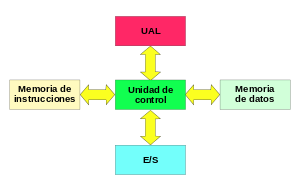 UAL
Memoria de
instrucciones
Unidad de
control
Memoria
de datos
E/S